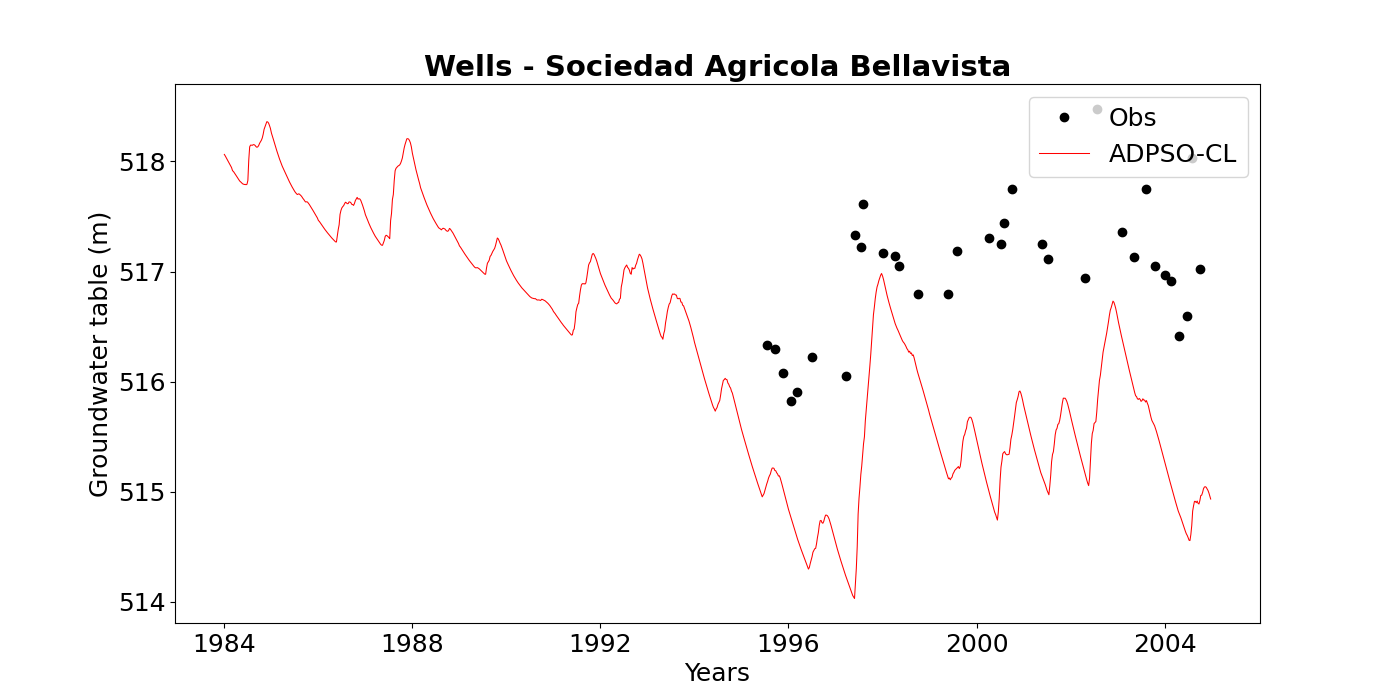 Wells - Sociedad Agricola Bellavista
Obs
ADPSO-CL
Groundwater table (m)
518
517
516
515
514
1984 1988 1992 1996 2000 2004
Years